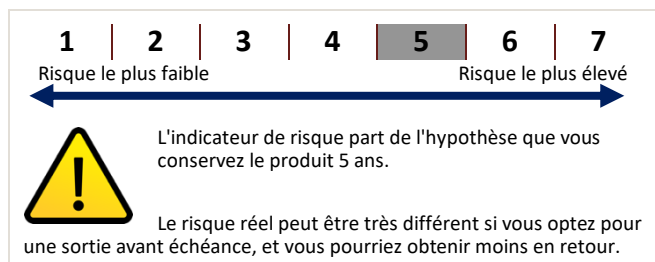 1 2 3 4 5 6 7
Risque le plus faible Risque le plus élevé
L'indicateur de risque part de l'hypothèse que vous
conservez le produit 5 ans.
Le risque réel peut être très différent si vous optez pour
une sortie avant échéance, et vous pourriez obtenir moins en retour.